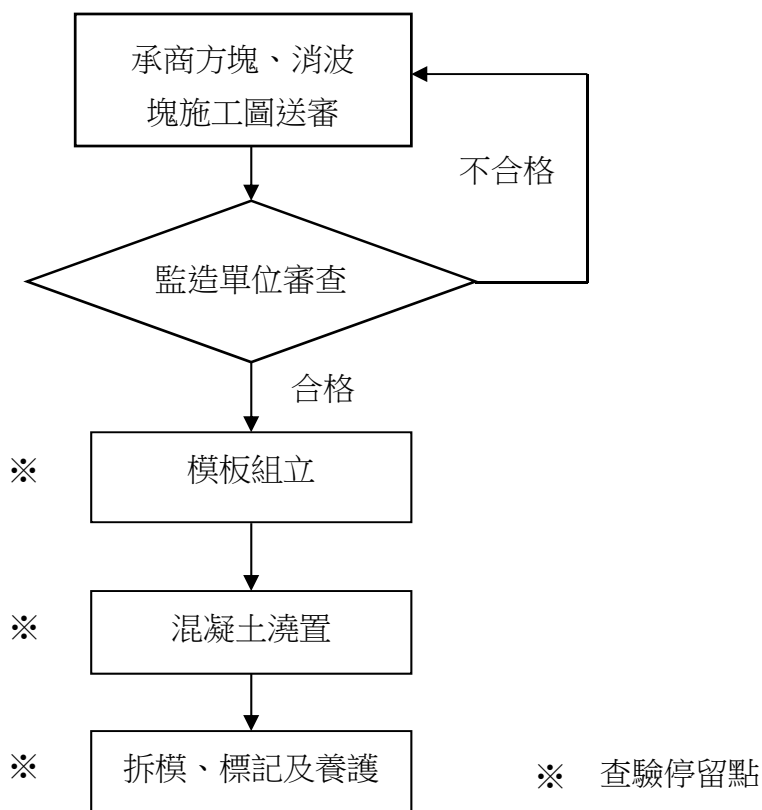 承商方塊、消波
塊施工圖送審
不合格
監造單位審查
合格
※ 模板組立
※ 混凝土澆置
※ 拆模、標記及養護
※ 查驗停留點